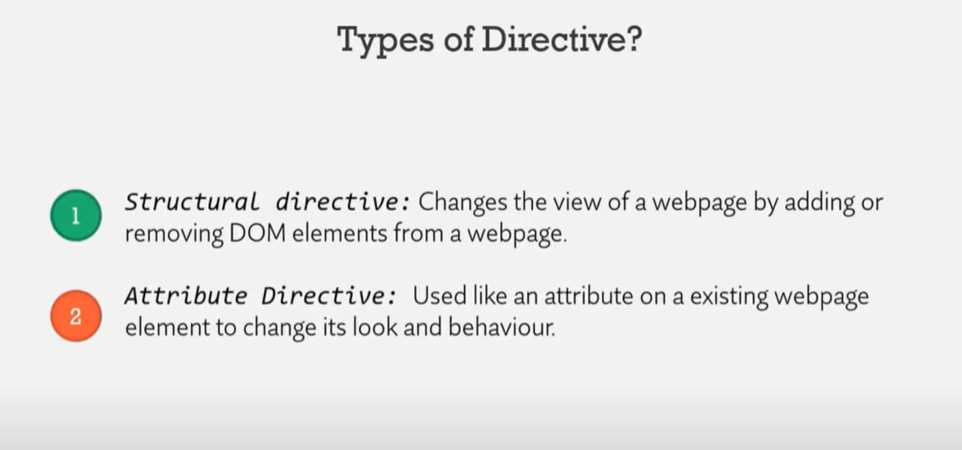 Types of Directive?
1
Structural directive: Changes the view of a webpage by adding or
removing DOM elements from a webpage.
2
Attribute Directive: Used like an attribute on a existing webpage
element to change its look and behaviour.